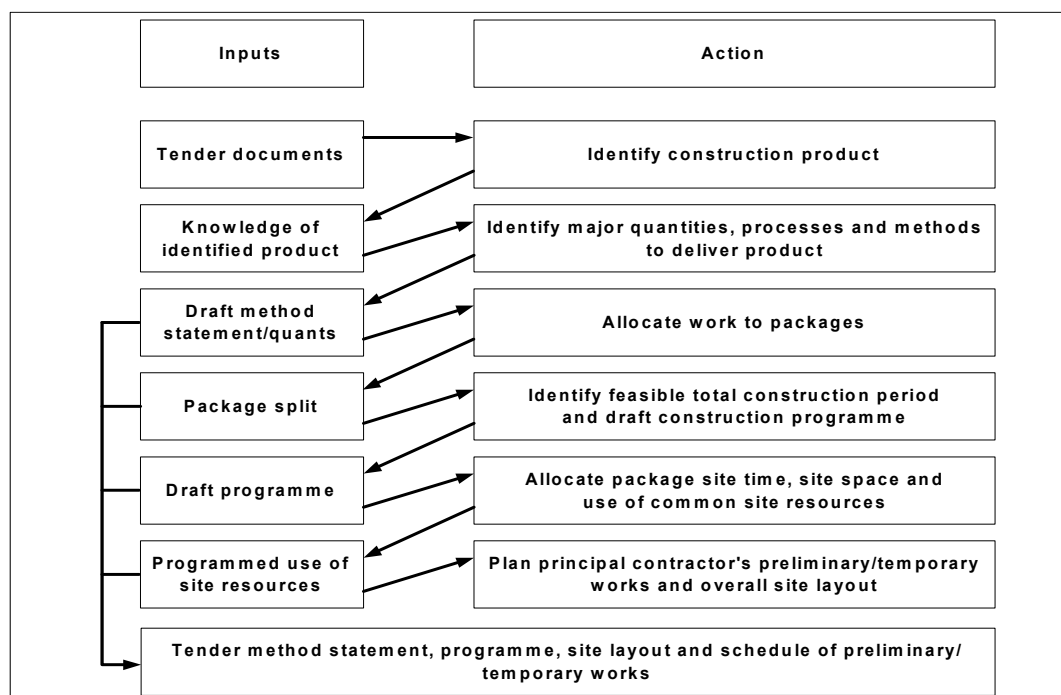 Inputs
Action
Tender documents
Identify construction product
Knowledge of
identified product
Identify major quantities, processes and methods
to deliver product
Draft method
statement/quants
Allocate work to packages
Package split
Identify feasible total construction period
and draft construction programme
Draft programme
Allocate package site time, site space and
use of common site resources
Programmed use of
site resources
Plan principal contractor's preliminary/temporary
works and overall site layout
Tender method statement, programme, site layout and schedule of preliminary/
temporary works